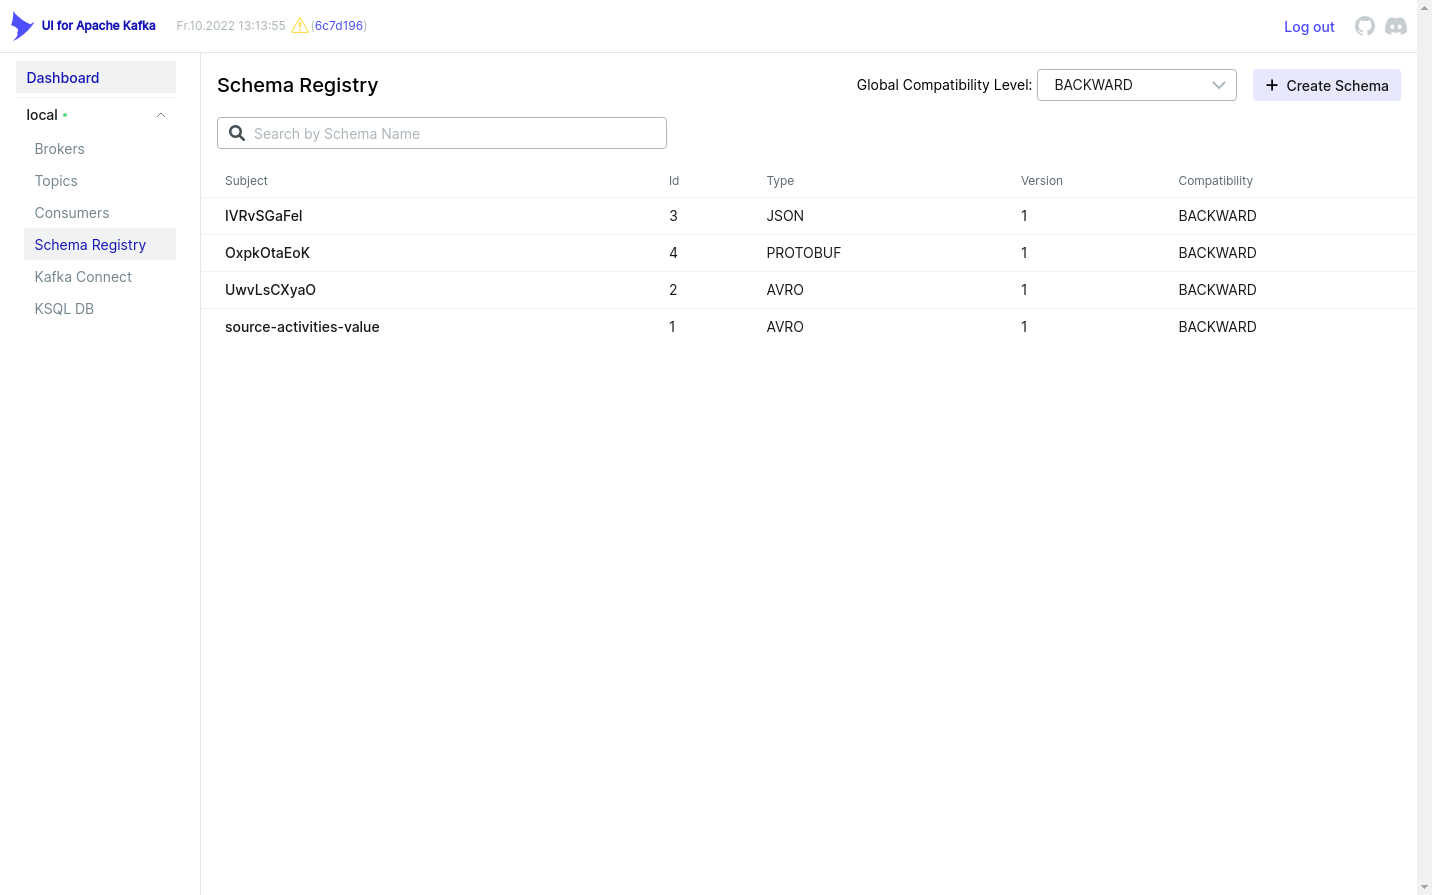 UI for Apache Kafka Fr.10.2022 13:13:55 (6c7d196) Log out
Dashboard
local
Brokers
Topics
Consumers
Schema Registry
Kafka Connect
KSQL DB
Schema Registry Global Compatibility Level: BACKWARD Create Schema
Search by Schema Name
Subject Id Type Version Compatibility
IVRvSGaFel 3 JSON 1 BACKWARD
OxpkOtaEoK 4 PROTOBUF 1 BACKWARD
UwvLsCXyaO 2 AVRO 1 BACKWARD
source-activities-value 1 AVRO 1 BACKWARD